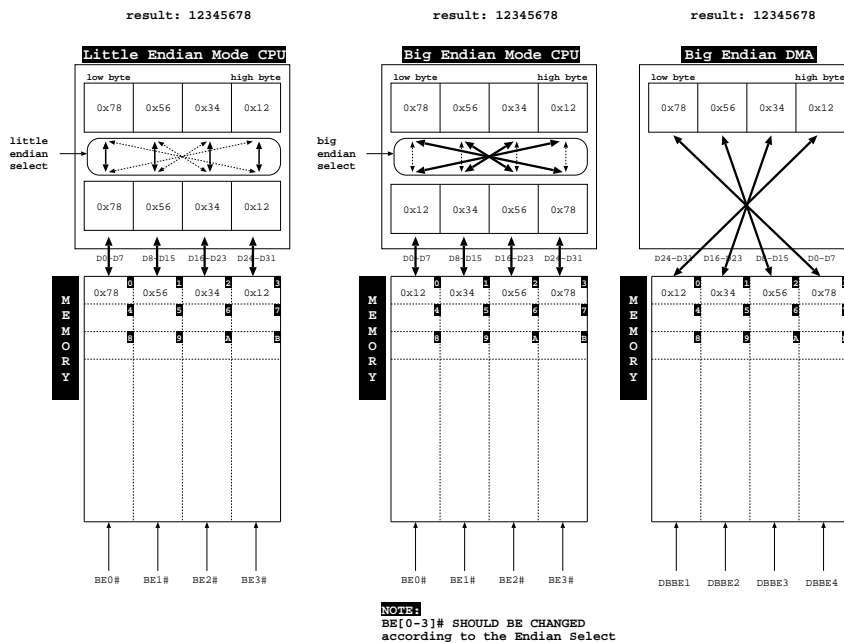 result: 12345678 result: 12345678 result: 12345678
Little Endian Mode CPU Big Endian Mode CPU Big Endian DMA
low byte high byte low byte high byte low byte high byte
0x78 0x56 0x34 0x12 0x78 0x56 0x34 0x12 0x78 0x56 0x34 0x12
little endian select
big endian select
0x78 0x56 0x34 0x12 0x12 0x34 0x56 0x78
D0-D7 D8-D15 D16-D23 D24-D31 D0-D7 D8-D15 D16-D23 D24-D31 D24-D31 D16-D23 D8-D15 D0-D7
MEMORY MEMORY MEMORY
0 1 2 3 0 1 2 3 0 1 2
0x78 0x56 0x34 0x12 0x12 0x34 0x56 0x78 0x12 0x34 0x56 0x78
4 5 6 7 4 5 6 7 4 5 6
8 9 A B 8 9 A B 8 9 A
BE0# BE1# BE2# BE3# BE0# BE1# BE2# BE3# DBBE1 DBBE2 DBBE3 DBBE4
NOTE:
BE[0-3]# SHOULD BE CHANGED
according to the Endian Select